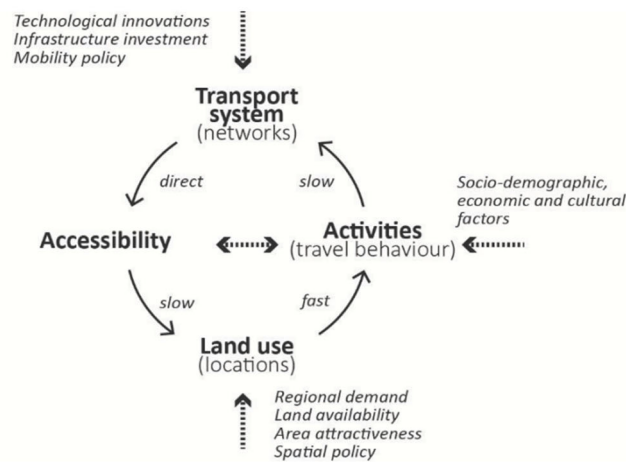 Technological innovations
Infrastructure investment
Mobility policy
Transport
system
(networks)
direct
slow
Socio-demographic,
economic and cultural
factors
Accessibility
Activities
(travel behaviour)
slow
fast
Land use
(locations)
Regional demand
Land availability
Area attractiveness
Spatial policy